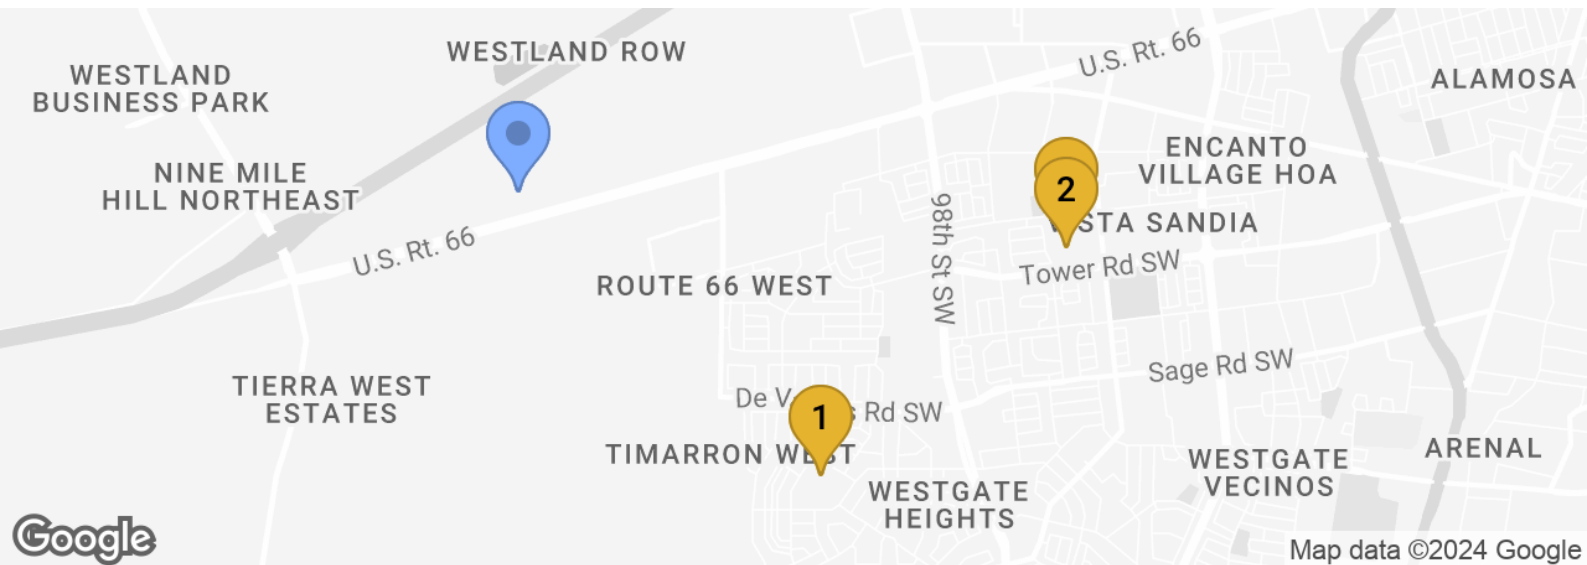 WESTLAND ROW
U.S. Rt. 66
WESTLAND
BUSINESS PARK
ALAMOSA
ENCANTO
VILLAGE HOA
NINE MILE
HILL NORTHEAST
2
98th St SW
SANDIA
U.S. Rt. 66
Tower Rd SW
ROUTE 66 WEST
Sage Rd SW
TIERRA WEST
ESTATES
De
Rd SW
1
TIMARRON
ARENAL
WESTGATE
VECINOS
WESTGATE
HEIGHTS
Google
Map data ©2024 Google